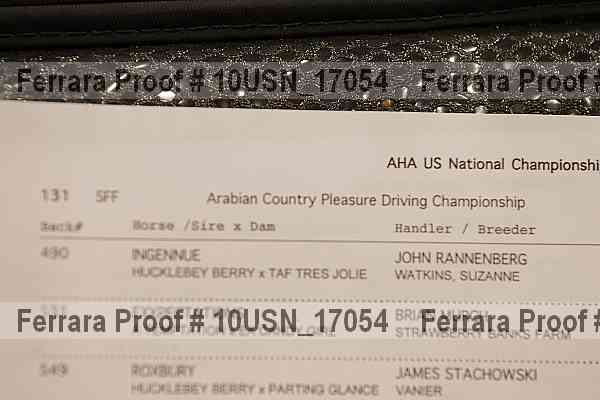 Ferrara Proof # 10USN_17054 Ferrara Proof #
AHA US National Championshi
131 SFF Arabian Country Pleasure Driving Championship
Back# Horse /Sire x Dam Handler / Breeder
490 INGENNUE JOHN RANNENBERG
HUCKLEBEY BERRY x TAF TRES JOLIE WATKINS, SUZANNE
Ferrara Proof # 10USN_17054 Ferrara Proof #
STRAWBERRY BANKS FARM
549 ROXBURY JAMES STACHOWSKI
HUCKLEBEY BERRY x PARTING GLANCE VANIER